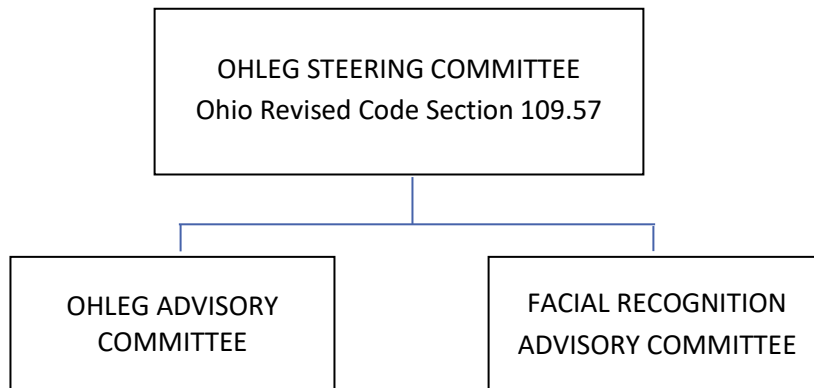 OHLEG STEERING COMMITTEE
Ohio Revised Code Section 109.57
OHLEG ADVISORY
COMMITTEE
FACIAL RECOGNITION
ADVISORY COMMITTEE